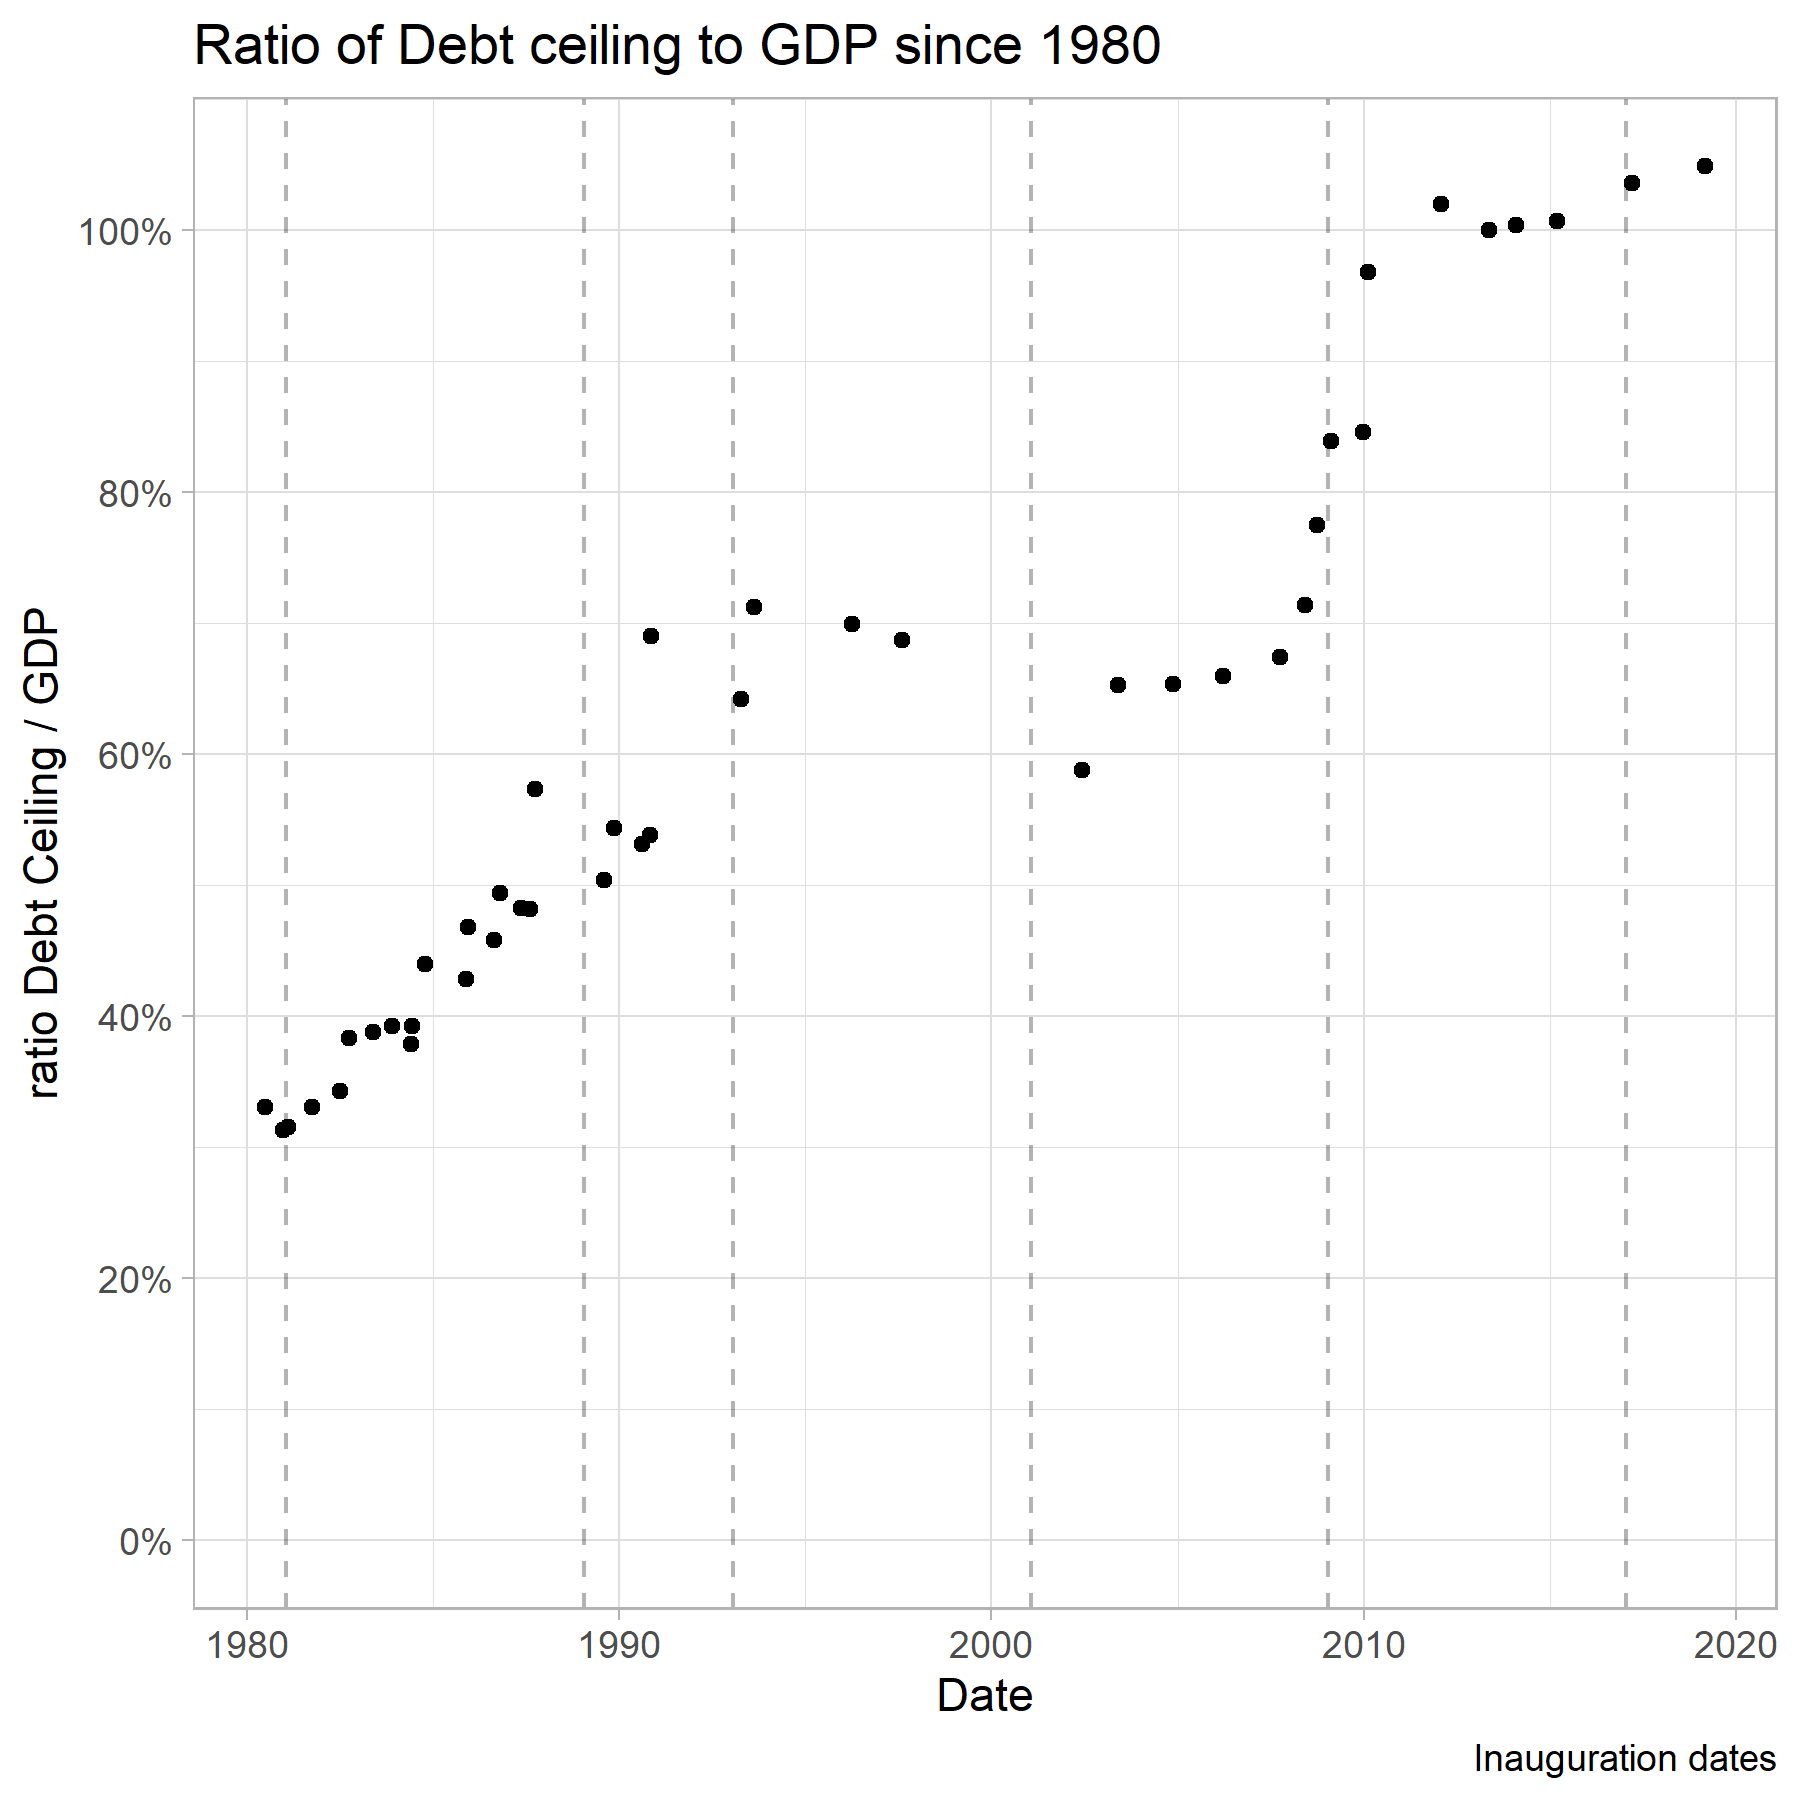 Ratio of Debt ceiling to GDP since 1980
ratio Debt Ceiling / GDP
100%
80%
60%
40%
20%
0%
1980 1990 2000 2010 2020
Date
Inauguration dates